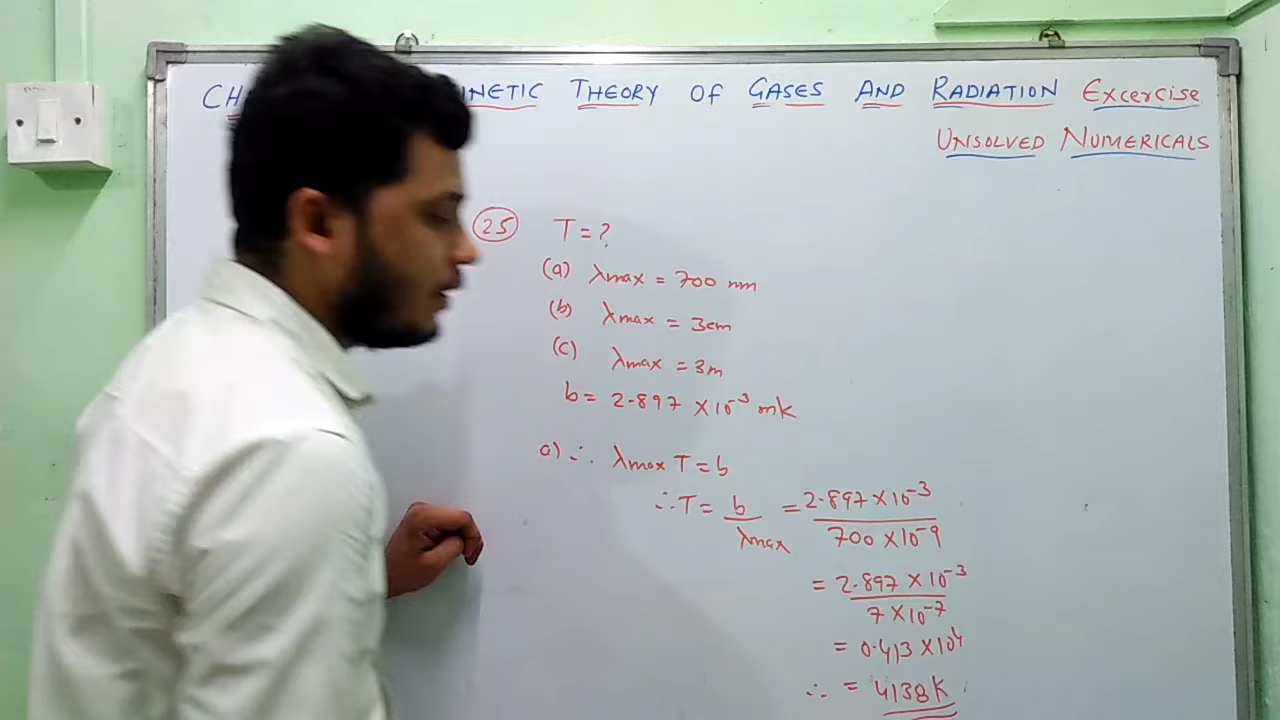 CH INETIC THEORY OF GASES AND RADIATION Excercise
UNSOLVED NUMERICALS
25 T = ?
(a) λmax = 700 nm
(b) λmax = 3cm
(c) λmax = 3m
b = 2.897 × 10⁻³ mk
a) ∴ λmax T = b
∴ T = b/λmax = 2.897 × 10⁻³/700 × 10⁻⁹
= 2.897 × 10⁻³/7 × 10⁻⁷
= 0.413 × 10⁴
∴ = 4138 K